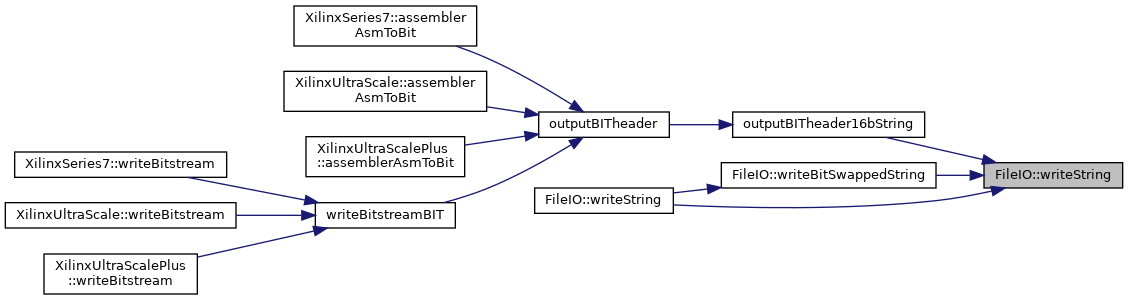 XilinxSeries7::assembler
AsmToBit
XilinxUltraScale::assembler
AsmToBit
XilinxUltraScalePlus
::assemblerAsmToBit
XilinxSeries7::writeBitstream
XilinxUltraScale::writeBitstream
XilinxUltraScalePlus
::writeBitstream
writeBitstreamBIT
outputBITheader
FileIO::writeString
outputBITheader16bString
FileIO::writeBitSwappedString
FileIO::writeString